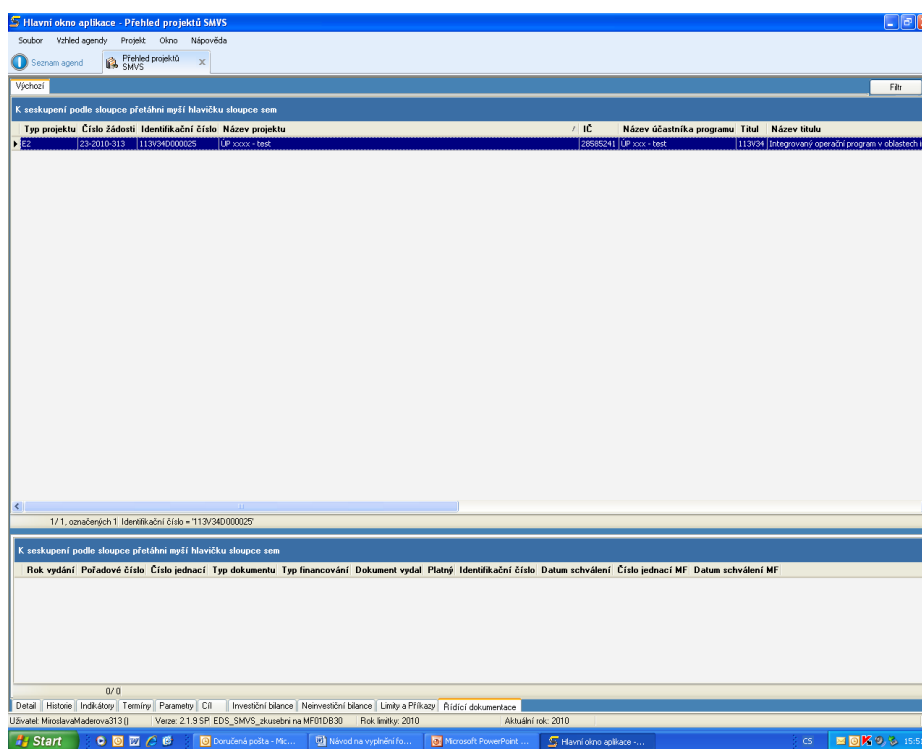 Hlavní okno aplikace - Přehled projektů SMVS
Soubor Vzhled agendy Projekt Okno Nápověda
Seznam agend Přehled projektů SMVS x
Výchozí Filtr
K seskupení podle sloupce přetáhni myší hlavičku sloupce sem
Typ projektu Číslo žádosti Identifikační číslo Název projektu / IČ Název účastníka programu Titul Název titulu
E2 23-2010-313 113V34D000025 ÚP xxxx - test 28585241 ÚP xxx - test 113V34 Integrovaný operační program v oblastech
1/ 1, označených 1 Identifikační číslo = '113V34D000025'
K seskupení podle sloupce přetáhni myší hlavičku sloupce sem
Rok vydání Pořadové číslo Číslo jednací Typ dokumentu Typ financování Dokument vydal Platný Identifikační číslo Datum schválení Číslo jednací MF Datum schválení MF
0/ 0
Detail Historie Indikátory Termíny Parametry Cíl Investiční bilance Neinvestiční bilance Limity a Příkazy Řídící dokumentace
Uživatel: MiroslavaMaderova313 () Verze: 2.1.9 SP EDS_SMVS_zkusebni na MF01DB30 Rok limitky: 2010 Aktuální rok: 2010
Start Doručená pošta - Mic... Návod na vyplnění fo... Microsoft PowerPoint ... Hlavní okno aplikace -... CS